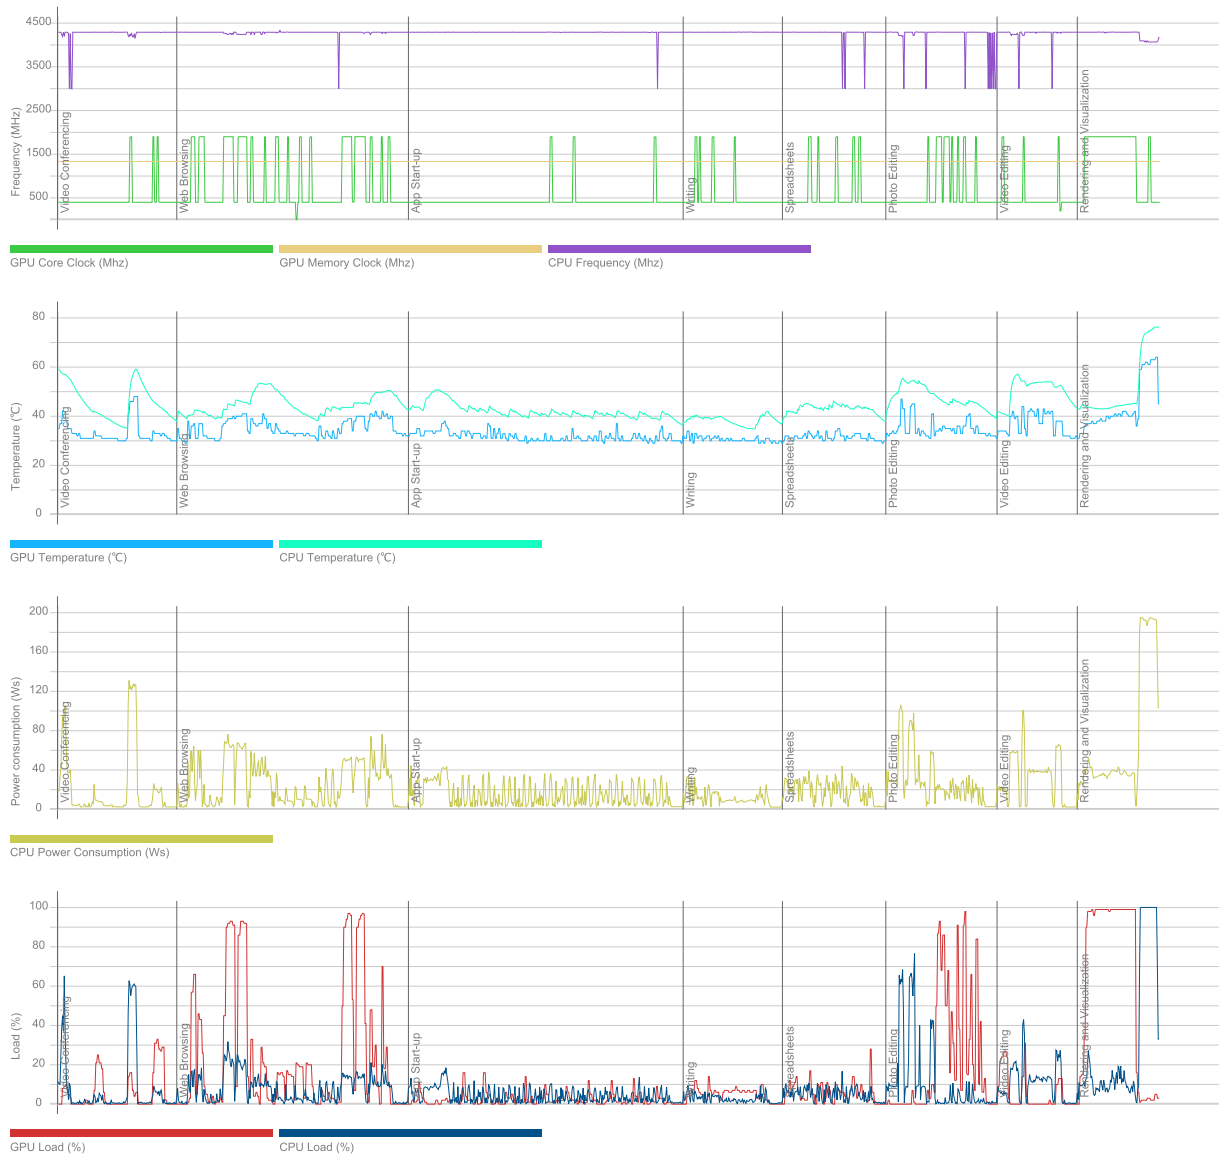 4500
3500
2500
1500
500
Frequency (MHz)
Video Conferencing
Web Browsing
App Start-up
Writing
Spreadsheets
Photo Editing
Video Editing
Rendering and Visualization
GPU Core Clock (Mhz)
GPU Memory Clock (Mhz)
CPU Frequency (Mhz)
80
60
40
20
0
Temperature (°C)
Video Conferencing
Web Browsing
App Start-up
Writing
Spreadsheets
Photo Editing
Video Editing
Rendering and Visualization
GPU Temperature (°C)
CPU Temperature (°C)
200
160
120
80
40
0
Power consumption (Ws)
Video Conferencing
Web Browsing
App Start-up
Writing
Spreadsheets
Photo Editing
Video Editing
Rendering and Visualization
CPU Power Consumption (Ws)
100
80
60
40
20
0
Load (%)
Video Conferencing
Web Browsing
App Start-up
Writing
Spreadsheets
Photo Editing
Video Editing
Rendering and Visualization
GPU Load (%)
CPU Load (%)